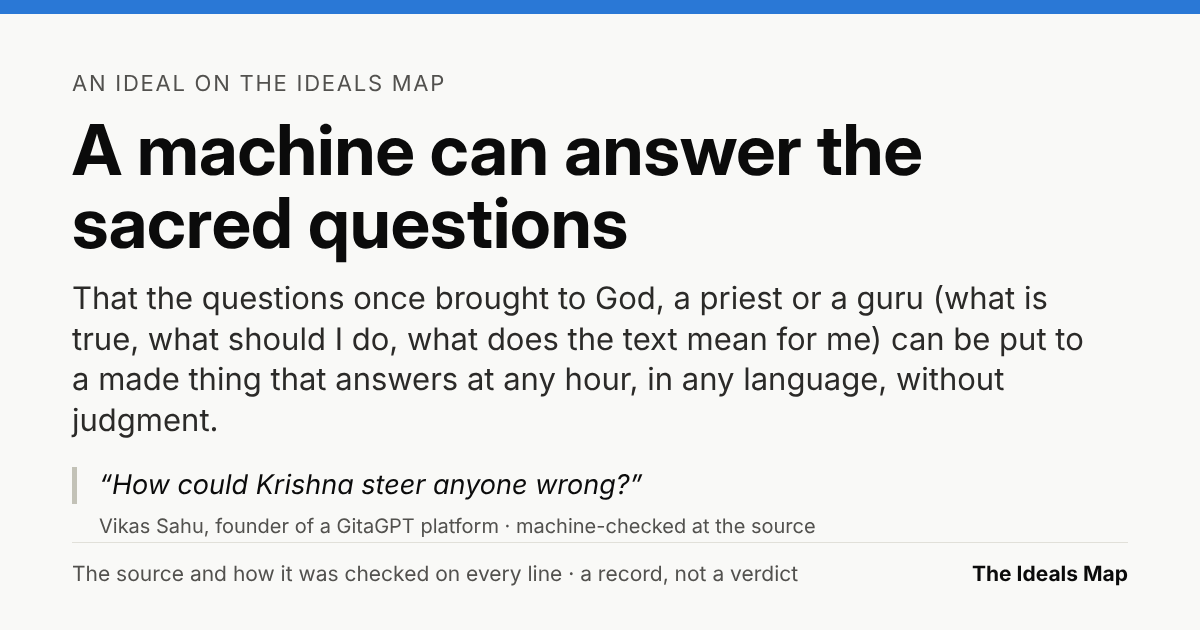 AN IDEAL ON THE IDEALS MAP
A machine can answer the
sacred questions
That the questions once brought to God, a priest or a guru (what is
true, what should I do, what does the text mean for me) can be put to
a made thing that answers at any hour, in any language, without
judgment.
“How could Krishna steer anyone wrong?”
Vikas Sahu, founder of a GitaGPT platform · machine-checked at the source
The source and how it was checked on every line · a record, not a verdict
The Ideals Map